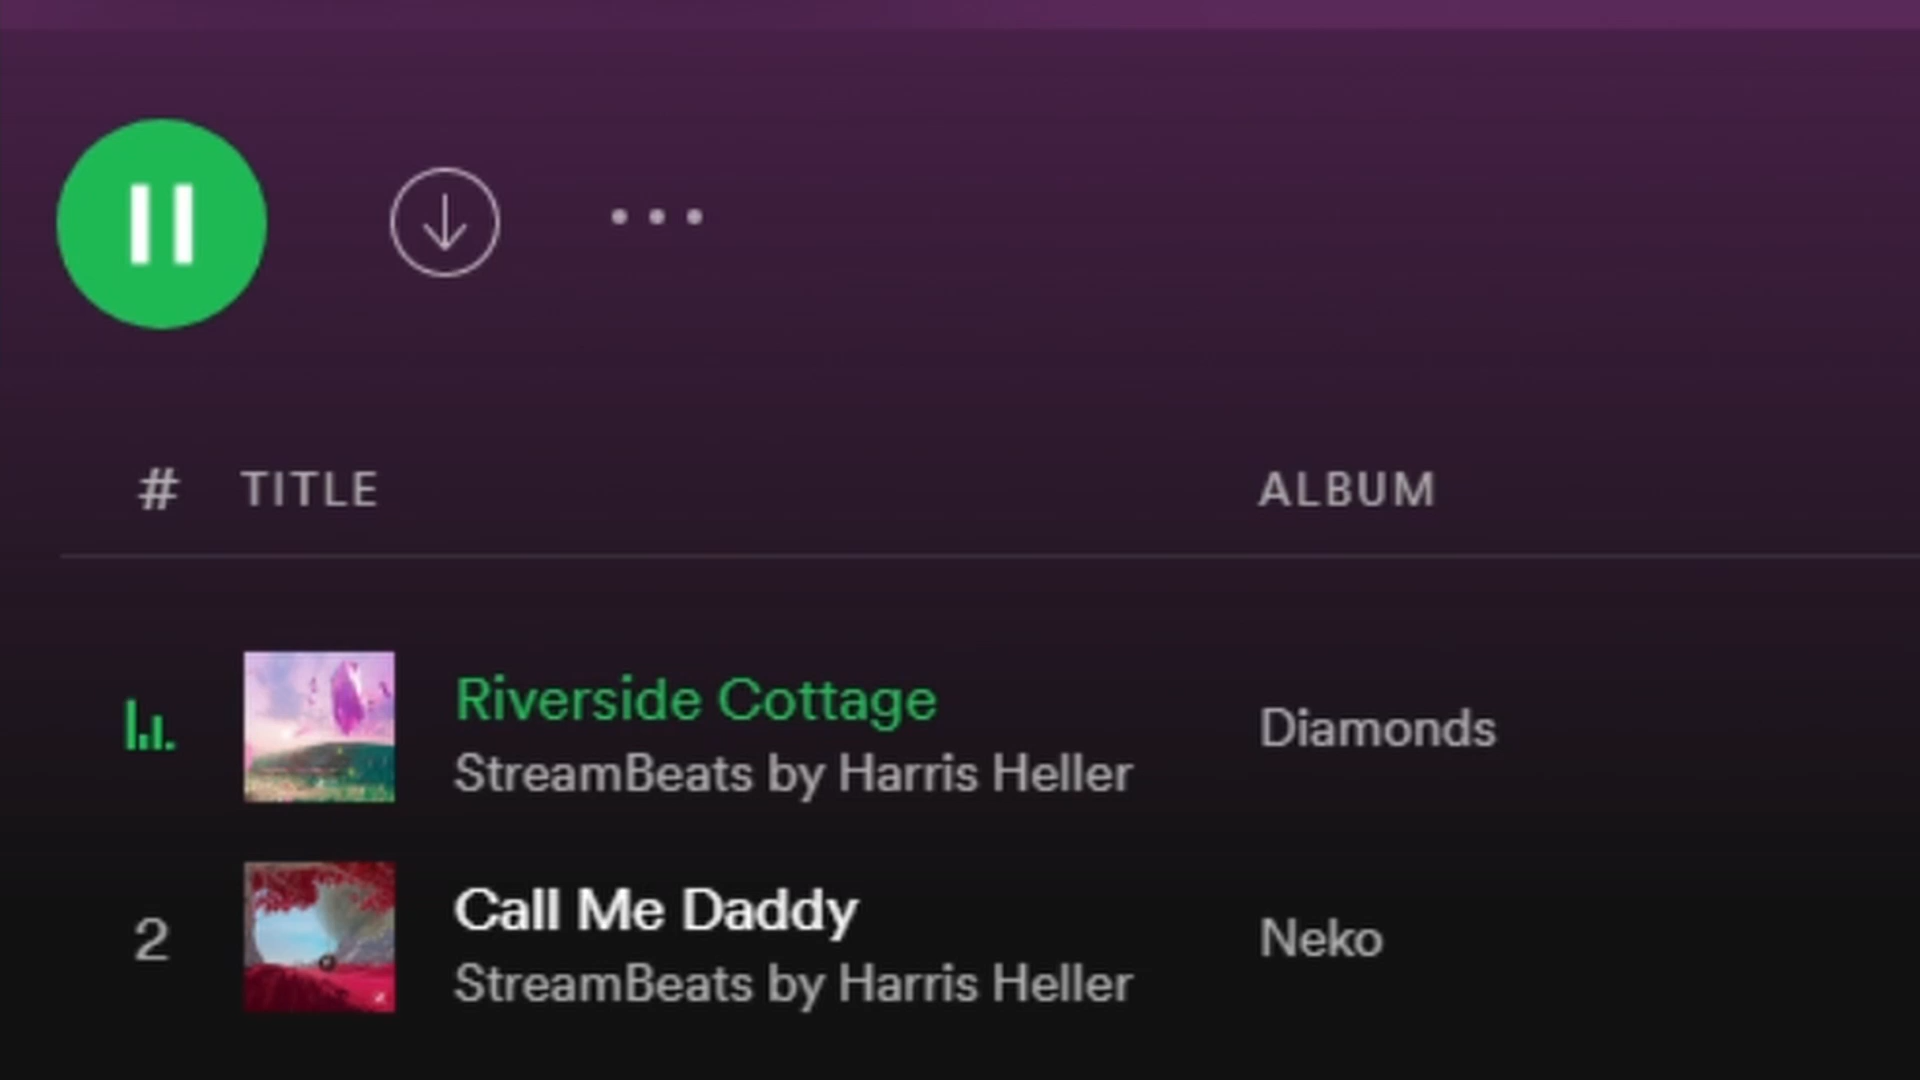 # TITLE ALBUM
Riverside Cottage
StreamBeats by Harris Heller
Diamonds
2
Call Me Daddy
StreamBeats by Harris Heller
Neko